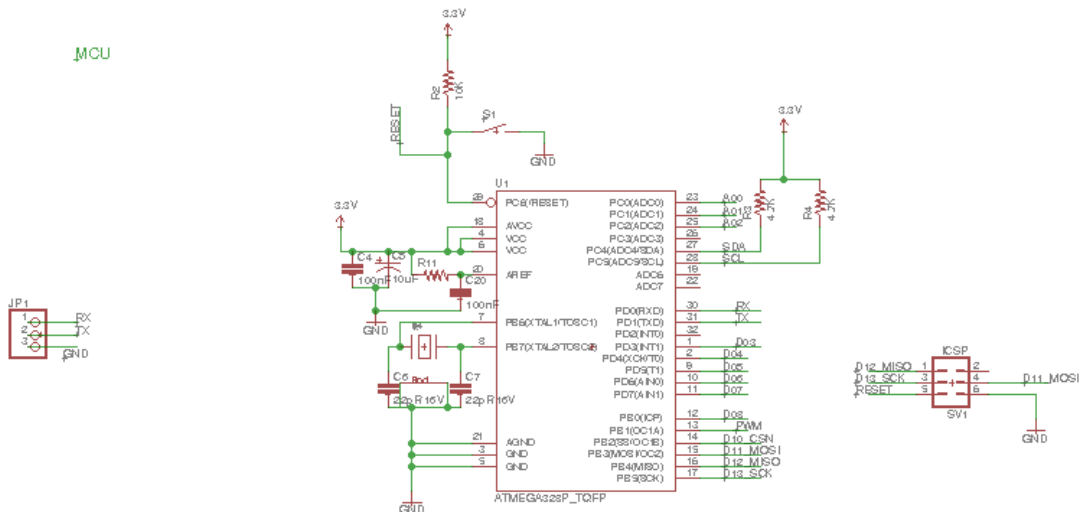 MCU
3.3V
R2
10K
RESET
S1
GND
3.3V
U1
29
PC6(/RESET)
18
AVCC
4
VCC
6
VCC
20
AREF
7
PB6(XTAL1/TOSC1)
8
PB7(XTAL2/TOSC2)
21
AGND
3
GND
5
GND
PC0(ADC0)
23
A00
PC1(ADC1)
24
A01
PC2(ADC2)
25
A02
PC3(ADC3)
26
PC4(ADC4/SDA)
27
SDA
PC5(ADC5/SCL)
28
SCL
ADC6
19
ADC7
22
PD0(RXD)
30
RX
PD1(TXD)
31
TX
PD2(INT0)
32
PD3(INT1)
1
D03
PD4(XCK/T0)
2
D04
PD5(T1)
9
D05
PD6(AIN0)
10
D06
PD7(AIN1)
11
D07
PB0(ICP)
12
D08
PB1(OC1A)
13
PWM
PB2(SS/OC1B)
14
D10_CSN
PB3(MOSI/OC2)
15
D11_MOSI
PB4(MISO)
16
D12_MISO
PB5(SCK)
17
D13_SCK
ATMEGA328P_TQFP
R3
4.7K
R4
4.7K
3.3V
C4
100nF
C5
10uF
R11
C20
100nF
GND
C6
22pR16V
C7
22pR16V
GND
JP1
1
RX
2
TX
3
GND
ICSP
D12_MISO
1
2
D13_SCK
3
4
D11_MOSI
RESET
5
6
SV1
GND